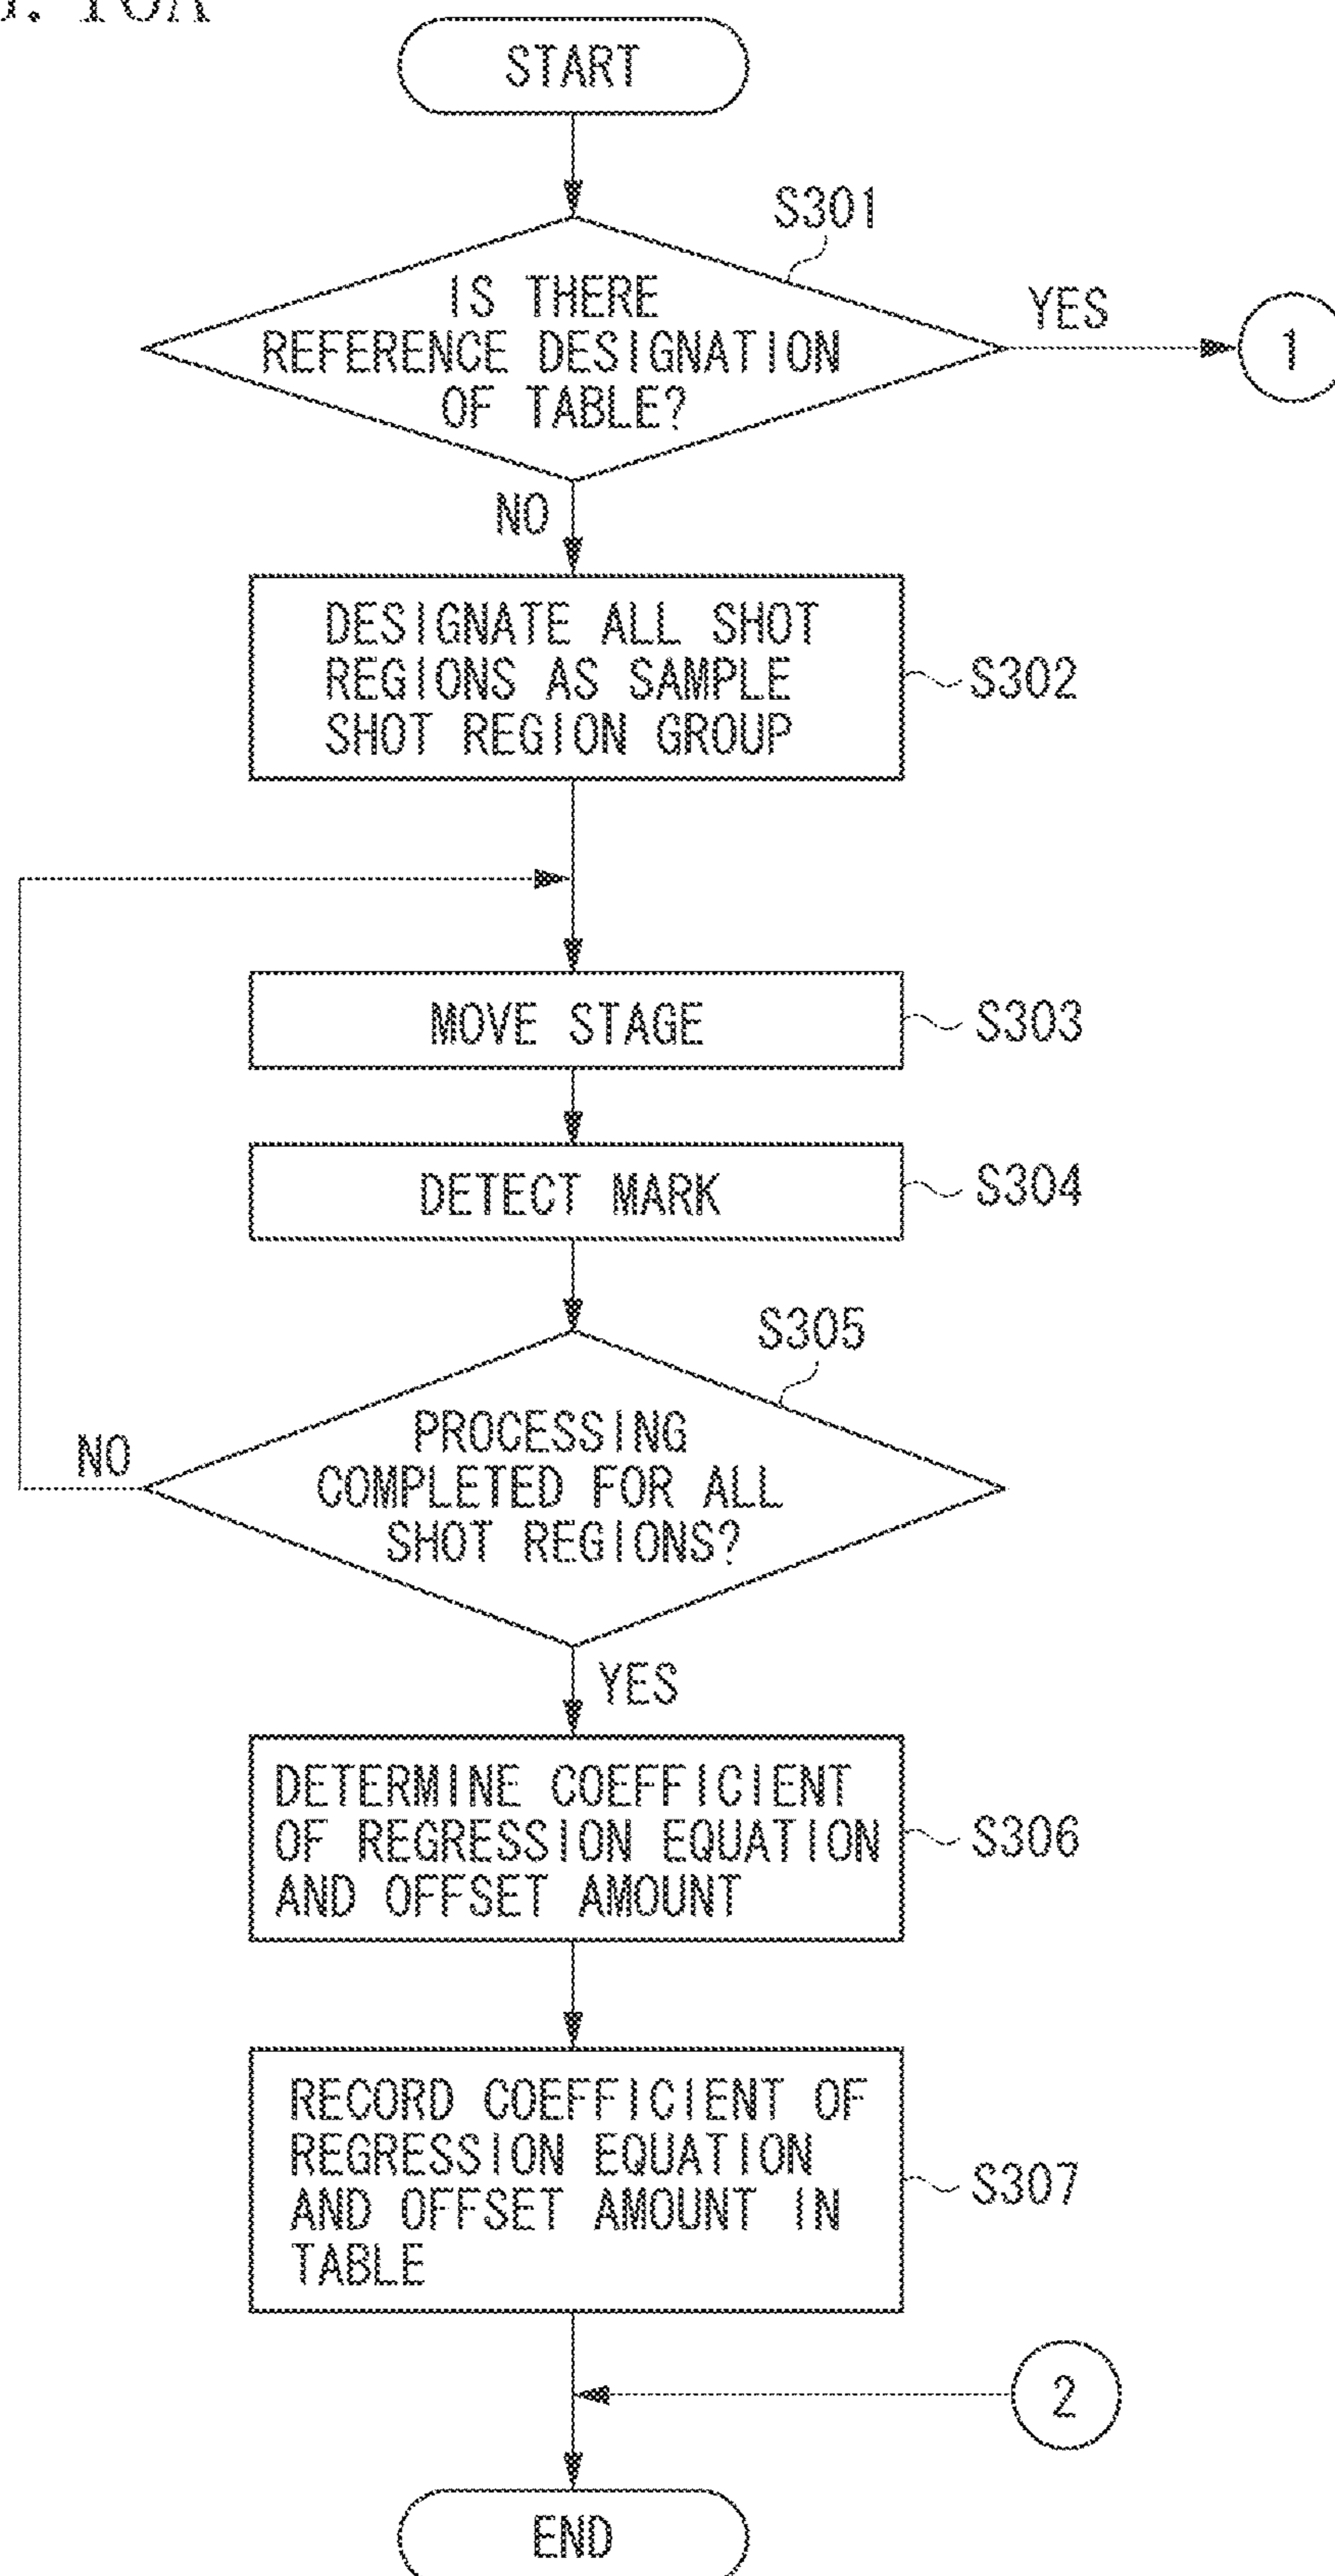 START
S301
IS THERE
REFERENCE DESIGNATION
OF TABLE?
YES
1
NO
DESIGNATE ALL SHOT
REGIONS AS SAMPLE
SHOT REGION GROUP
S302
MOVE STAGE
S303
DETECT MARK
S304
S305
PROCESSING
COMPLETED FOR ALL
SHOT REGIONS?
NO
YES
DETERMINE COEFFICIENT
OF REGRESSION EQUATION
AND OFFSET AMOUNT
S306
RECORD COEFFICIENT OF
REGRESSION EQUATION
AND OFFSET AMOUNT IN
TABLE
S307
2
END